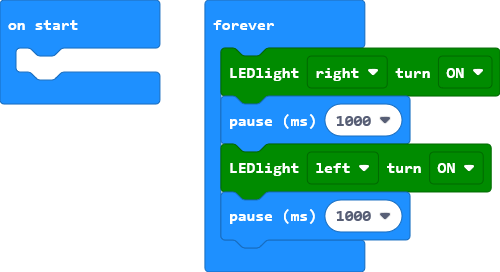 on start
forever
LEDlight right turn ON
pause (ms) 1000
LEDlight left turn ON
pause (ms) 1000